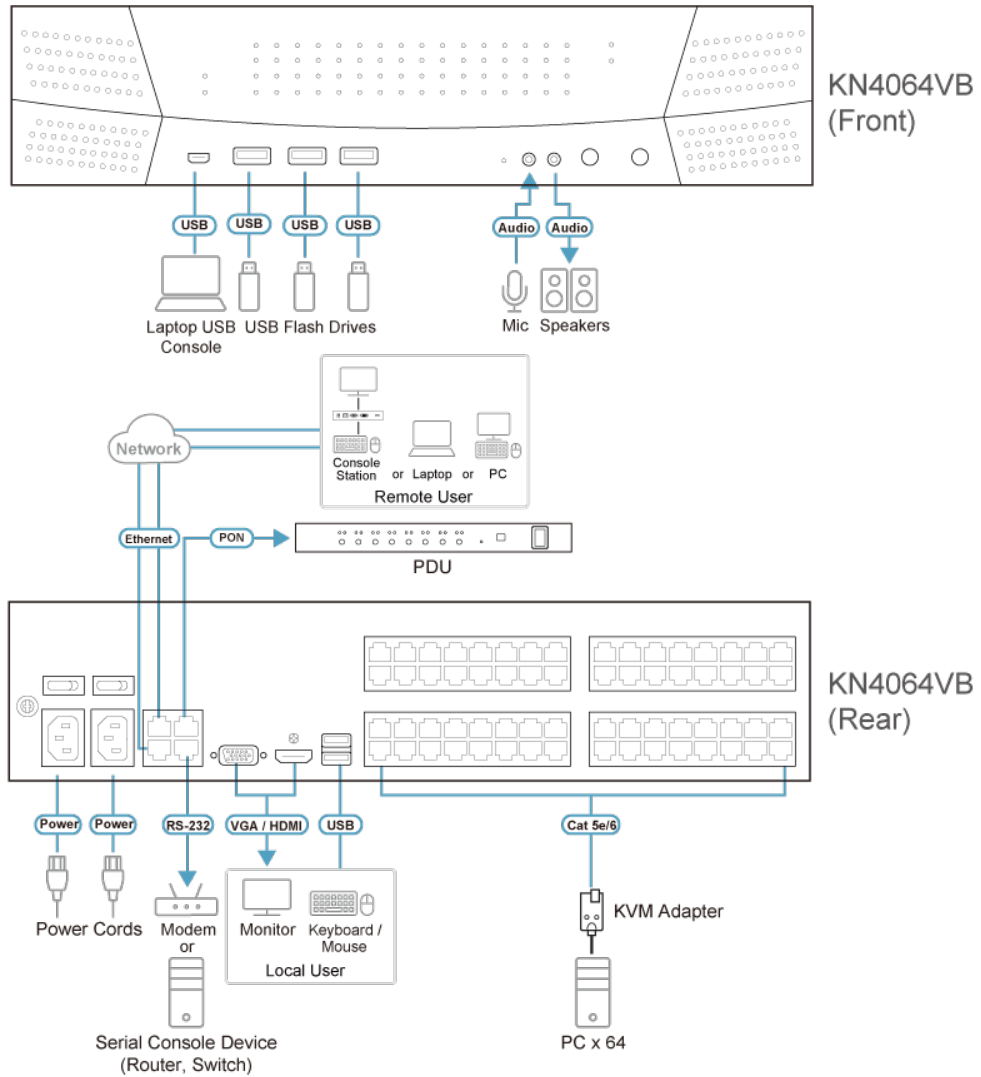 KN4064VB
(Front)
USB
USB
USB
USB
Audio
Audio
Laptop USB
Console
USB Flash Drives
Mic
Speakers
Network
Console
Station
or
Laptop
or
PC
Remote User
Ethernet
PON
PDU
KN4064VB
(Rear)
Power
Power
RS-232
VGA / HDMI
USB
Cat 5e/6
Power Cords
Modem
or
Monitor
Keyboard /
Mouse
Local User
KVM Adapter
Serial Console Device
(Router, Switch)
PC x 64